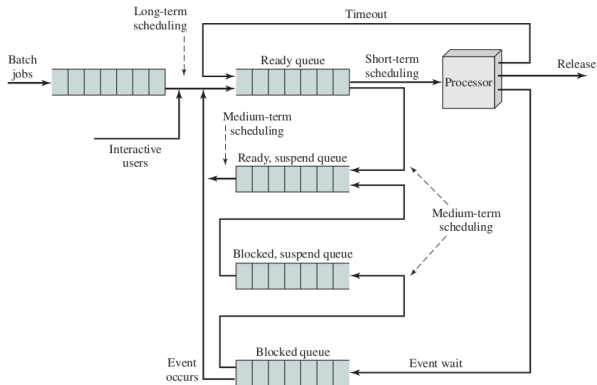 Long-term
scheduling
Timeout
Batch
jobs
Ready queue
Short-term
scheduling
Processor
Release
Interactive
users
Medium-term
scheduling
Ready, suspend queue
Medium-term
scheduling
Blocked, suspend queue
Blocked queue
Event
occurs
Event wait